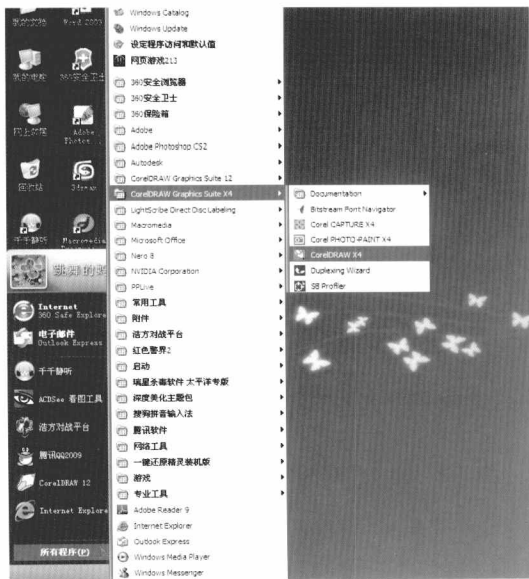 我的文档
Word 2003
我的电脑
360安全卫士
网上邻居
Adobe
Photos...
回收站
3dsmax
千千静听
Macromedia
Internet
360 Safe Explore
电子邮件
Outlook Express
千千静听
ACDSee 看图工具
浩方对战平台
腾讯QQ2009
CorelDRAW 12
Internet Explore
所有程序(P)
Windows Catalog
Windows Update
设定程序访问和默认值
网页游戏213
360安全浏览器
360安全卫士
360保险箱
Adobe
Adobe Photoshop CS2
Autodesk
CorelDRAW Graphics Suite 12
CorelDRAW Graphics Suite X4
LightScribe Direct Disc Labeling
Macromedia
Microsoft Office
Nero 8
NVIDIA Corporation
PPLive
常用工具
附件
浩方对战平台
红色警界2
启动
瑞星杀毒软件 太平洋专版
深度美化主题包
搜狗拼音输入法
腾讯软件
网络工具
一键还原精灵装机版
游戏
专业工具
Adobe Reader 9
Internet Explorer
Outlook Express
Windows Media Player
Windows Messenger
Documentation
Bitstream Font Navigator
Corel CAPTURE X4
Corel PHOTO-PAINT X4
CorelDRAW X4
Duplexing Wizard
SB Profiler